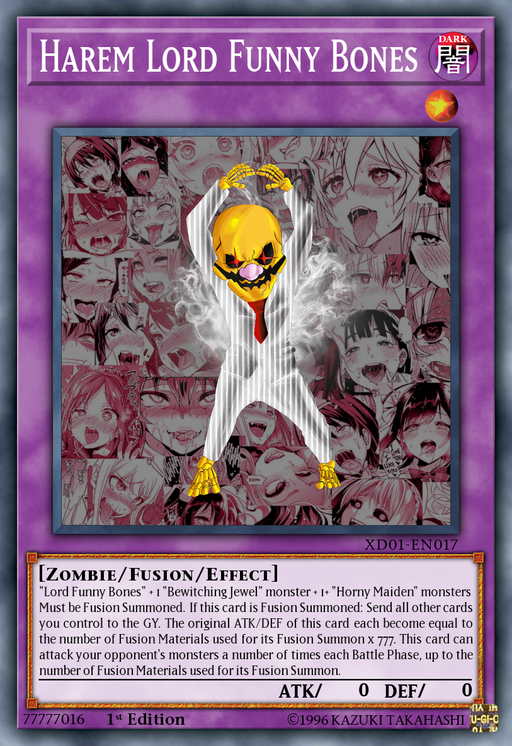 HAREM LORD FUNNY BONES
DARK
闇
XD01-EN017
[ZOMBIE/FUSION/EFFECT]
"Lord Funny Bones" + 1 "Bewitching Jewel" monster + 1+ "Horny Maiden" monsters
Must be Fusion Summoned. If this card is Fusion Summoned: Send all other cards
you control to the GY. The original ATK/DEF of this card each become equal to
the number of Fusion Materials used for its Fusion Summon x 777. This card can
attack your opponent's monsters a number of times each Battle Phase, up to the
number of Fusion Materials used for its Fusion Summon.
ATK/ 0 DEF/ 0
77777016 1st Edition ©1996 KAZUKI TAKAHASHI